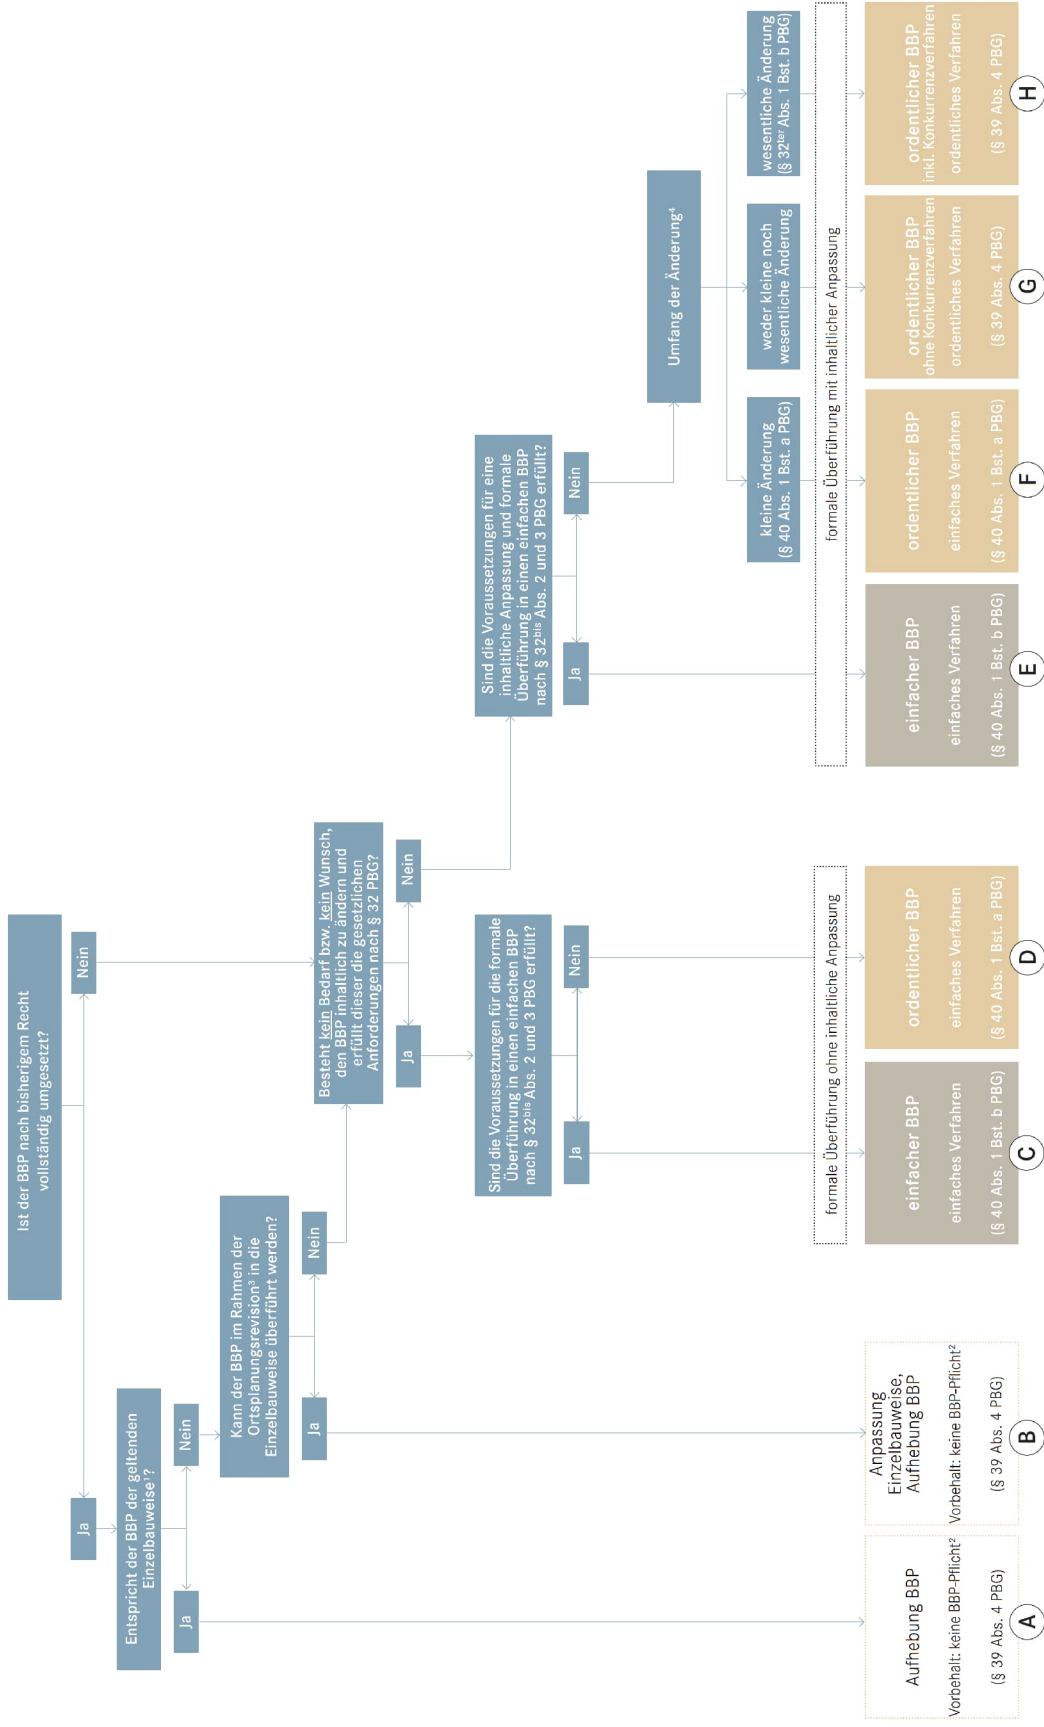 Ist der BBP nach bisherigem Recht
vollständig umgesetzt?
Ja
Nein
Entspricht der BBP der geltenden
Einzelbauweise¹?
Ja
Nein
Kann der BBP im Rahmen der
Ortsplanungsrevision³ in die
Einzelbauweise überführt werden?
Ja
Nein
Besteht kein Bedarf bzw. kein Wunsch,
den BBP inhaltlich zu ändern und
erfüllt dieser die gesetzlichen
Anforderungen nach § 32 PBG?
Ja
Nein
Sind die Voraussetzungen für die formale
Überführung in einen einfachen BBP
nach § 32ᵇⁱˢ Abs. 2 und 3 PBG erfüllt?
Ja
Nein
Sind die Voraussetzungen für eine
inhaltliche Anpassung und formale
Überführung in einen einfachen BBP
nach § 32ᵇⁱˢ Abs. 2 und 3 PBG erfüllt?
Ja
Nein
Umfang der Änderung⁴
kleine Änderung
(§ 40 Abs. 1 Bst. a PBG)
weder kleine noch
wesentliche Änderung
wesentliche Änderung
(§ 32ᵗᵉʳ Abs. 1 Bst. b PBG)
formale Überführung ohne inhaltliche Anpassung
formale Überführung mit inhaltlicher Anpassung
Aufhebung BBP
Vorbehalt: keine BBP-Pflicht²
(§ 39 Abs. 4 PBG)
A
Anpassung
Einzelbauweise,
Aufhebung BBP
Vorbehalt: keine BBP-Pflicht²
(§ 39 Abs. 4 PBG)
B
einfacher BBP
einfaches Verfahren
(§ 40 Abs. 1 Bst. b PBG)
C
ordentlicher BBP
einfaches Verfahren
(§ 40 Abs. 1 Bst. a PBG)
D
einfacher BBP
einfaches Verfahren
(§ 40 Abs. 1 Bst. b PBG)
E
ordentlicher BBP
einfaches Verfahren
(§ 40 Abs. 1 Bst. a PBG)
F
ordentlicher BBP
ohne Konkurrenzverfahren
ordentliches Verfahren
(§ 39 Abs. 4 PBG)
G
ordentlicher BBP
inkl. Konkurrenzverfahren
ordentliches Verfahren
(§ 39 Abs. 4 PBG)
H